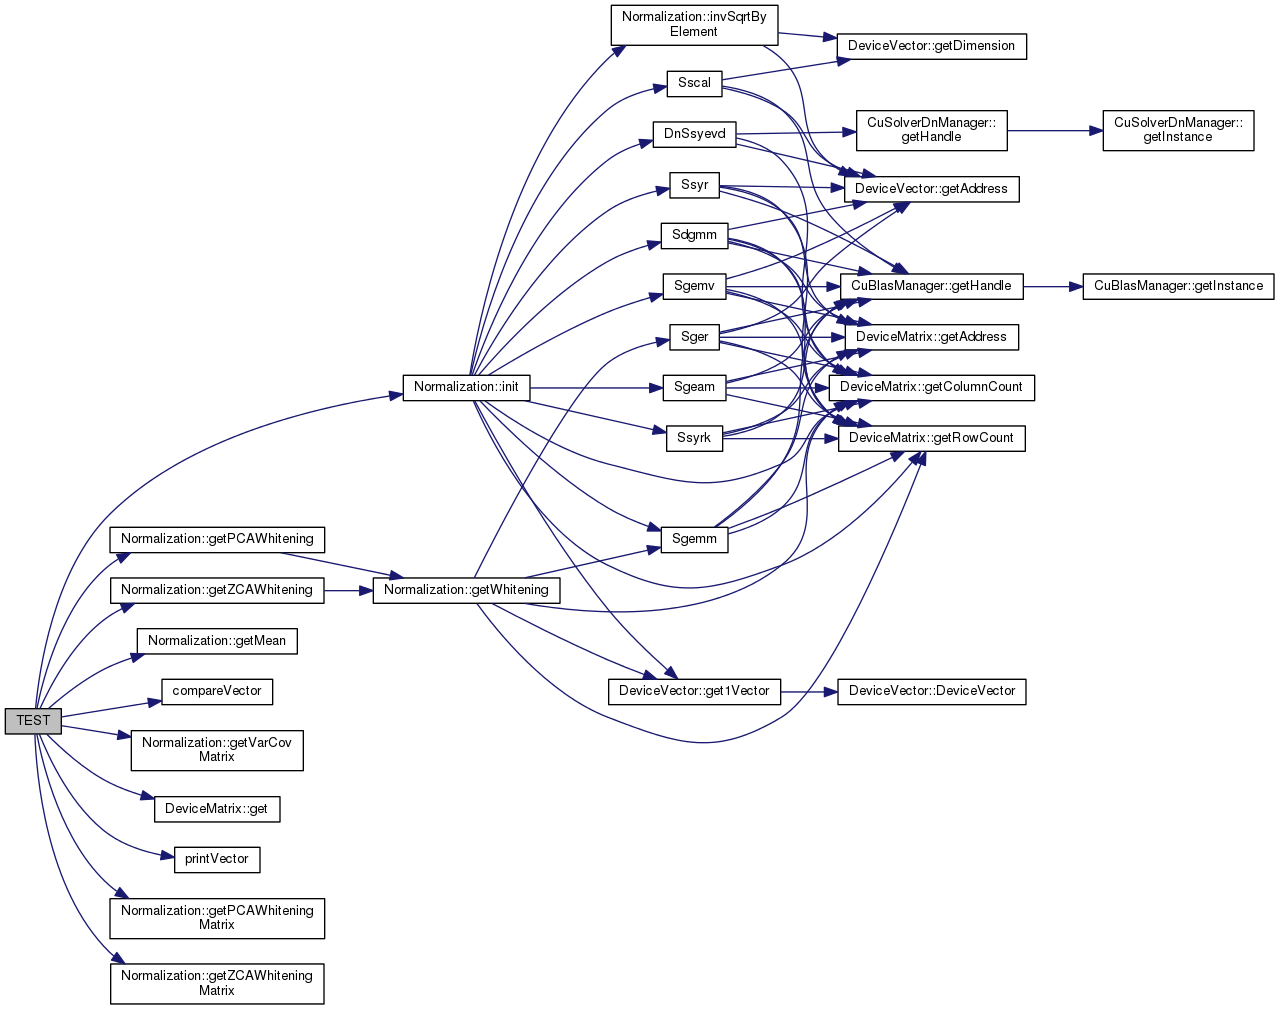 Normalization::invSqrtBy
Element
DeviceVector::getDimension
Sscal
DnSsyevd
CuSolverDnManager::
getHandle
CuSolverDnManager::
getInstance
Ssyr
DeviceVector::getAddress
Sdgmm
Sgemv
CuBlasManager::getHandle
CuBlasManager::getInstance
Sger
DeviceMatrix::getAddress
Normalization::init
Sgeam
DeviceMatrix::getColumnCount
Ssyrk
DeviceMatrix::getRowCount
Normalization::getPCAWhitening
Sgemm
Normalization::getZCAWhitening
Normalization::getWhitening
Normalization::getMean
compareVector
DeviceVector::get1Vector
DeviceVector::DeviceVector
TEST
Normalization::getVarCov
Matrix
DeviceMatrix::get
printVector
Normalization::getPCAWhitening
Matrix
Normalization::getZCAWhitening
Matrix